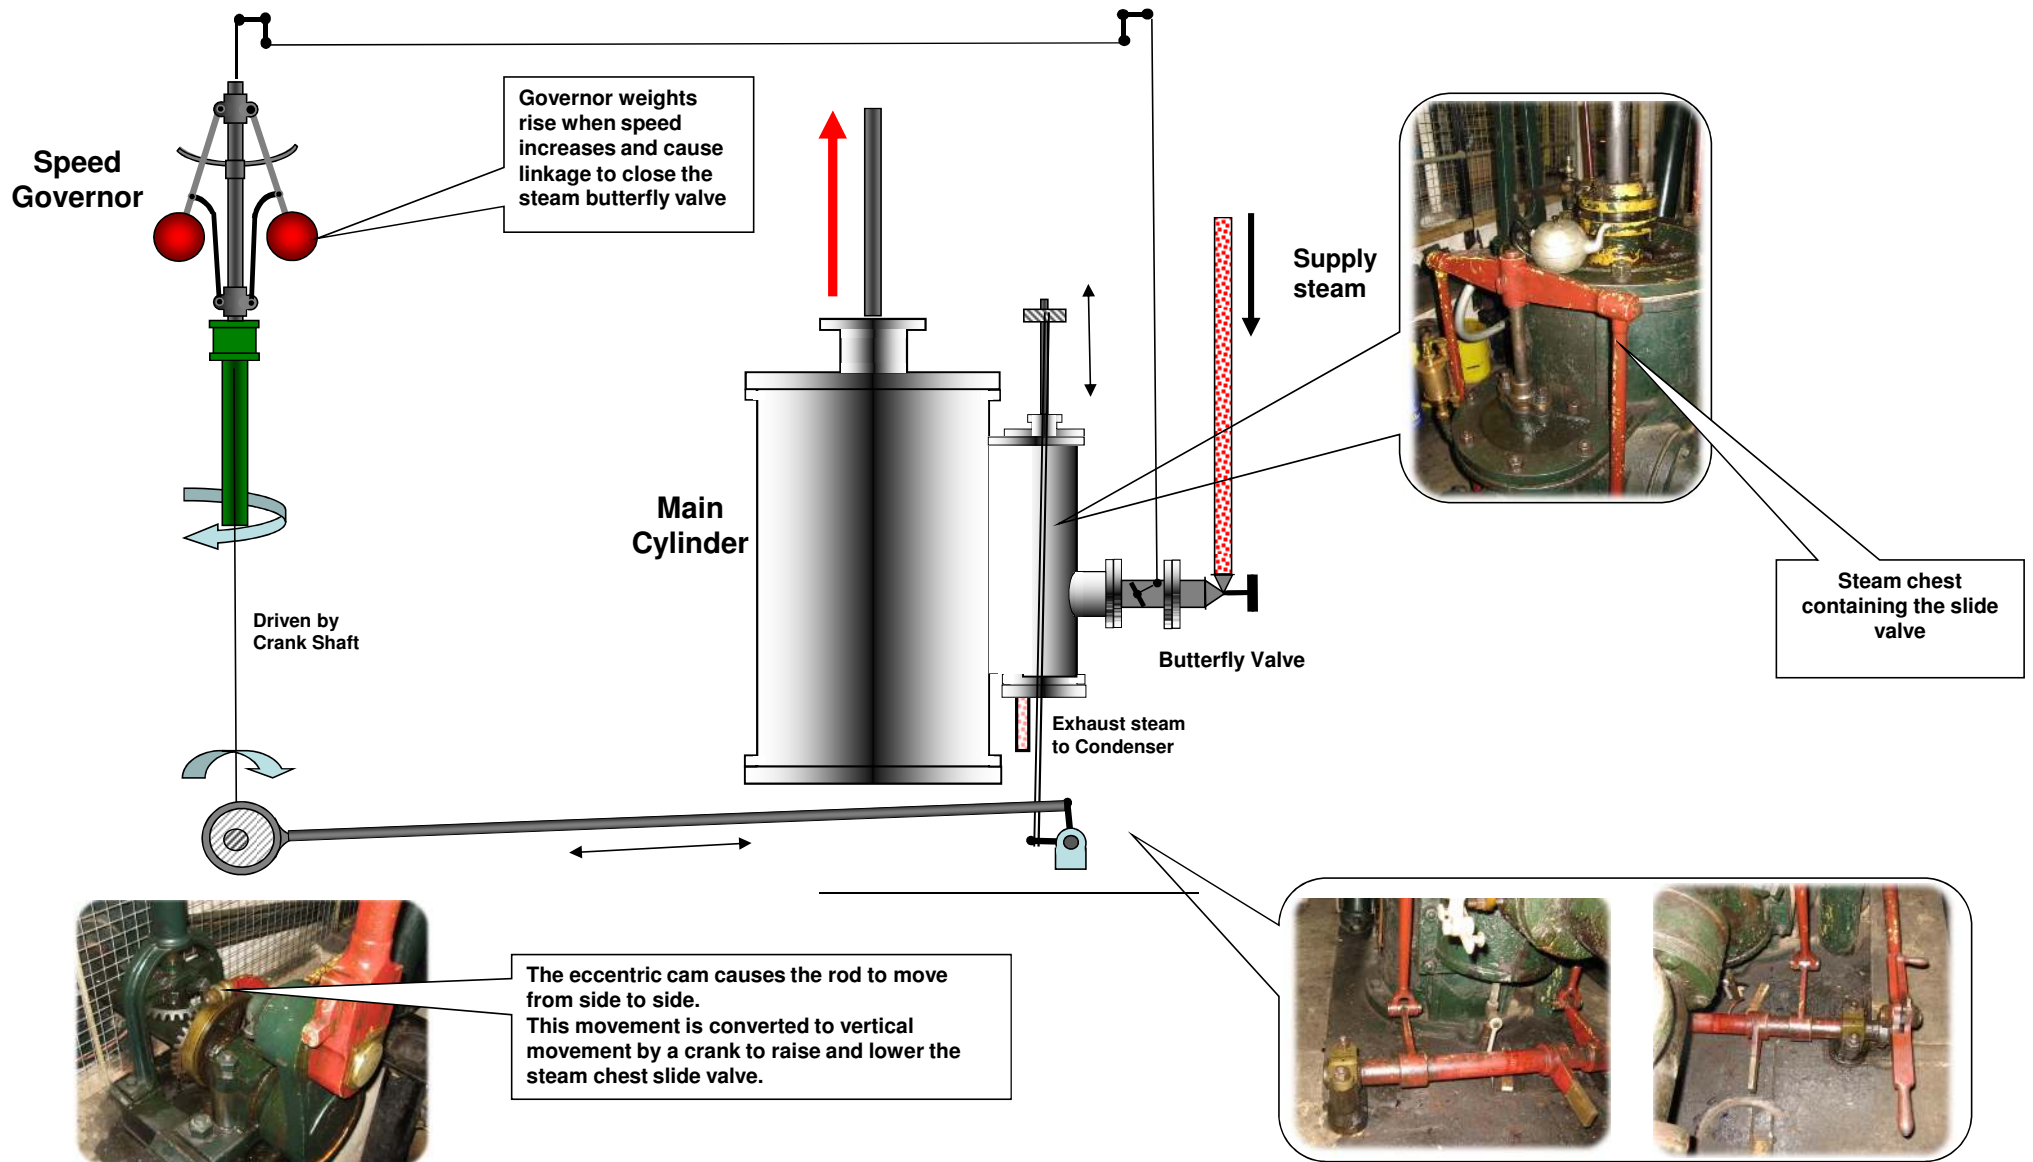 Speed
Governor
Governor weights
rise when speed
increases and cause
linkage to close the
steam butterfly valve
Supply
steam
Main
Cylinder
Driven by
Crank Shaft
Steam chest
containing the slide
valve
Butterfly Valve
Exhaust steam
to Condenser
The eccentric cam causes the rod to move
from side to side.
This movement is converted to vertical
movement by a crank to raise and lower the
steam chest slide valve.